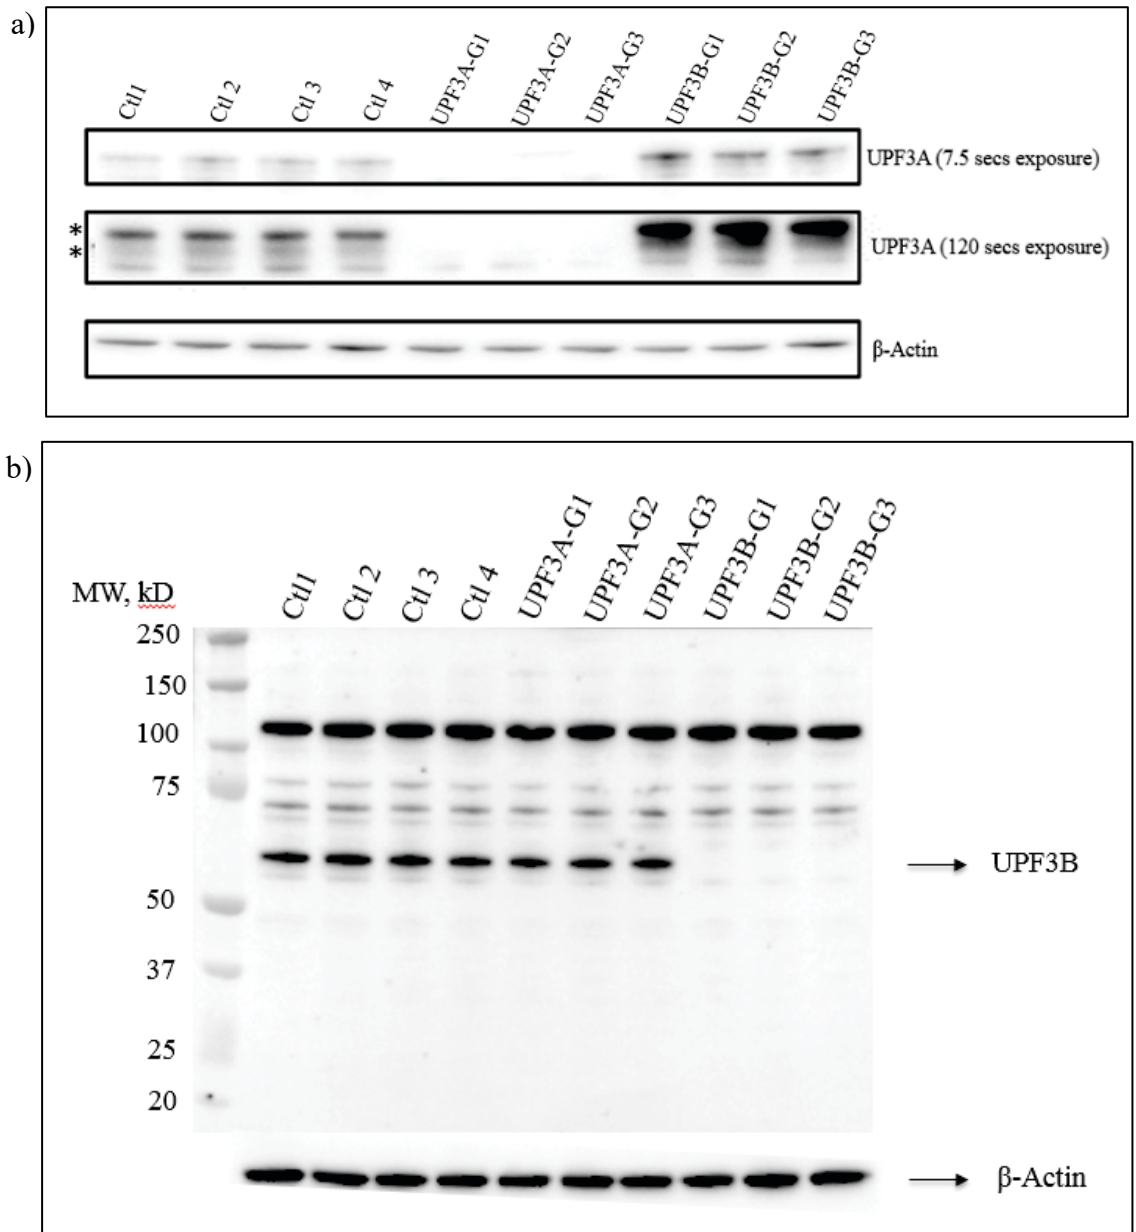 a)
Ctl1
Ctl 2
Ctl 3
Ctl 4
UPF3A-G1
UPF3A-G2
UPF3A-G3
UPF3B-G1
UPF3B-G2
UPF3B-G3
UPF3A (7.5 secs exposure)
*
*
UPF3A (120 secs exposure)
β-Actin
b)
MW, kD
Ctl1
Ctl 2
Ctl 3
Ctl 4
UPF3A-G1
UPF3A-G2
UPF3A-G3
UPF3B-G1
UPF3B-G2
UPF3B-G3
250
150
100
75
50
37
25
20
UPF3B
β-Actin